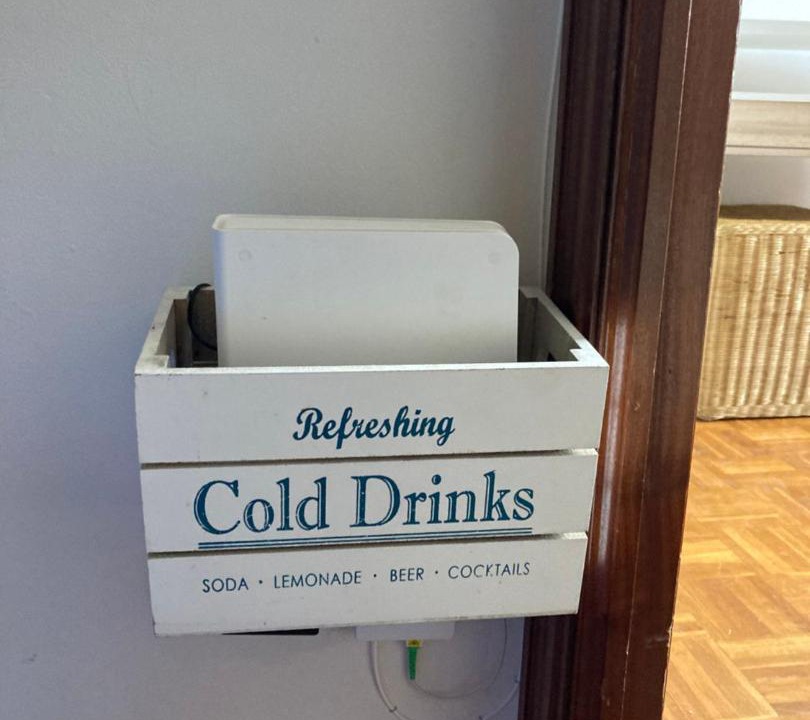 Refreshing
Cold Drinks
SODA · LEMONADE · BEER · COCKTAILS